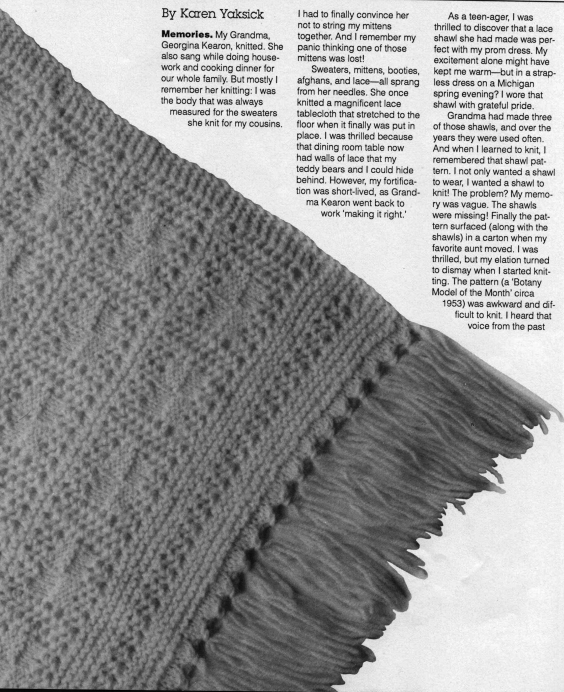 By Karen Yaksick
Memories. My Grandma,
Georgina Kearon, knitted. She
also sang while doing house-
work and cooking dinner for
our whole family. But mostly I
remember her knitting: I was
the body that was always
measured for the sweaters
she knit for my cousins.
I had to finally convince her
not to string my mittens
together. And I remember my
panic thinking one of those
mittens was lost!
Sweaters, mittens, booties,
afghans, and lace—all sprang
from her needles. She once
knitted a magnificent lace
tablecloth that stretched to the
floor when it finally was put in
place. I was thrilled because
that dining room table now
had walls of lace that my
teddy bears and I could hide
behind. However, my fortifica-
tion was short-lived, as Grand-
ma Kearon went back to
work 'making it right.'
As a teen-ager, I was
thrilled to discover that a lace
shawl she had made was per-
fect with my prom dress. My
excitement alone might have
kept me warm—but in a strap-
less dress on a Michigan
spring evening? I wore that
shawl with grateful pride.
Grandma had made three
of those shawls, and over the
years they were used often.
And when I learned to knit, I
remembered that shawl pat-
tern. I not only wanted a shawl
to wear, I wanted a shawl to
knit! The problem? My memo-
ry was vague. The shawls
were missing! Finally the pat-
tern surfaced (along with the
shawls) in a carton when my
favorite aunt moved. I was
thrilled, but my elation turned
to dismay when I started knit-
ting. The pattern (a 'Botany
Model of the Month' circa
1953) was awkward and dif-
ficult to knit. I heard that
voice from the past